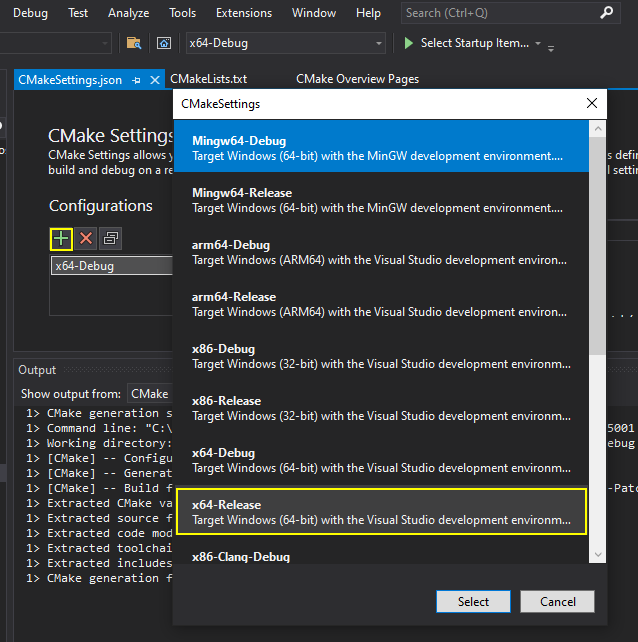 Debug Test Analyze Tools Extensions Window Help Search (Ctrl+Q)
x64-Debug Select Startup Item...
CMakeSettings.json CMakeLists.txt CMake Overview Pages
CMakeSettings
CMake Settings
CMake Settings allows y
s defin
build and debug on a re
l settin
Configurations
x64-Debug
Mingw64-Debug
Target Windows (64-bit) with the MinGW development environment....
Mingw64-Release
Target Windows (64-bit) with the MinGW development environment....
arm64-Debug
Target Windows (ARM64) with the Visual Studio development environ...
arm64-Release
Target Windows (ARM64) with the Visual Studio development environ...
x86-Debug
Target Windows (32-bit) with the Visual Studio development environm...
x86-Release
Target Windows (32-bit) with the Visual Studio development environm...
x64-Debug
Target Windows (64-bit) with the Visual Studio development environm...
x64-Release
Target Windows (64-bit) with the Visual Studio development environm...
x86-Clang-Debug
Select Cancel
Output
Show output from: CMake
1> CMake generation s
1> Command line: "C:\
5001
1> Working directory:
Debug
1> [CMake] -- Configu
1> [CMake] -- Generat
1> [CMake] -- Build f
-Patc
1> Extracted CMake va
1> Extracted source f
1> Extracted code mod
1> Extracted toolchai
1> Extracted includes
1> CMake generation f